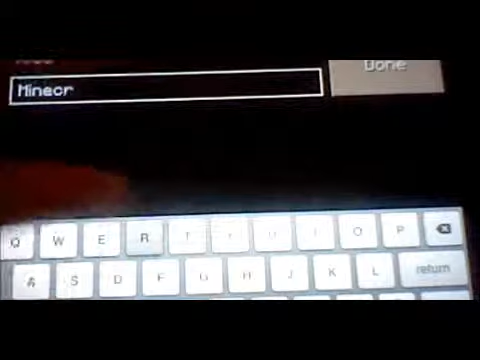 Done
Minecr
Q W E R T Y U I O P
A S D F G H J K L return